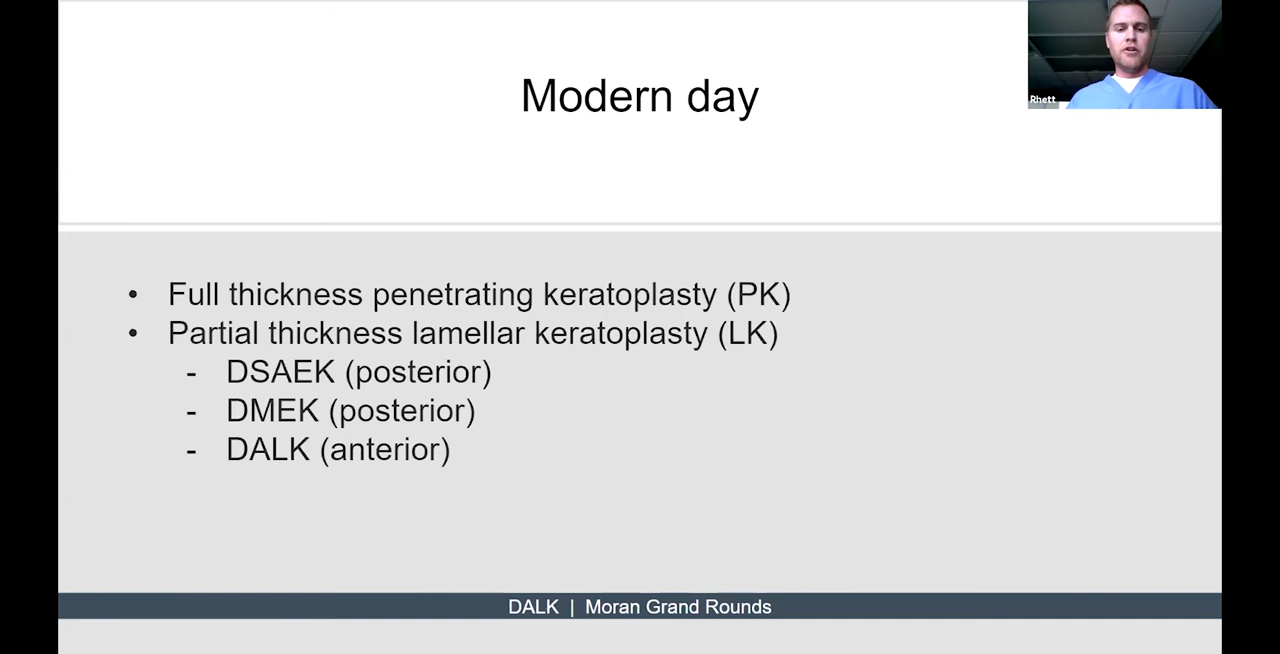 Modern day
Rhett
• Full thickness penetrating keratoplasty (PK)
• Partial thickness lamellar keratoplasty (LK)
- DSAEK (posterior)
- DMEK (posterior)
- DALK (anterior)
DALK | Moran Grand Rounds